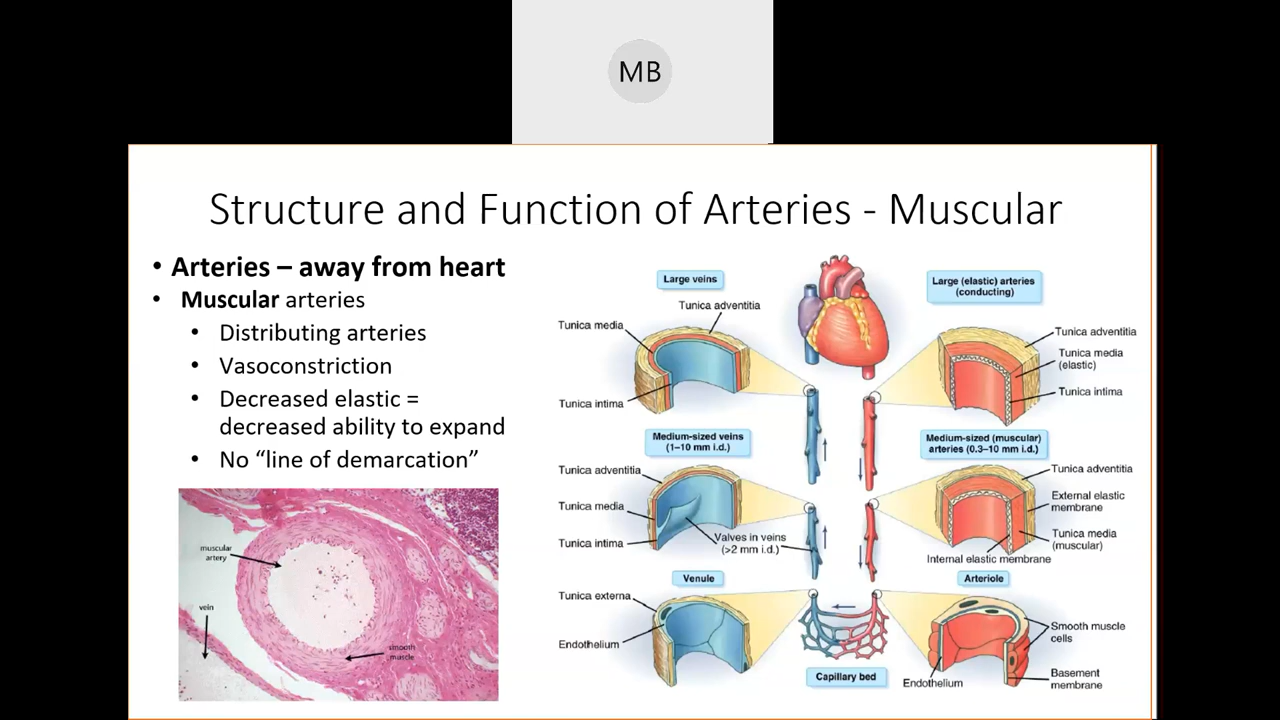 MB
Structure and Function of Arteries - Muscular
• Arteries – away from heart
• Muscular arteries
• Distributing arteries
• Vasoconstriction
• Decreased elastic =
decreased ability to expand
• No “line of demarcation”
muscular
artery
vein
smooth
muscle
Large veins
Tunica adventitia
Tunica media
Tunica intima
Large (elastic) arteries
(conducting)
Tunica adventitia
Tunica media
(elastic)
Tunica intima
Medium-sized veins
(1–10 mm i.d.)
Tunica adventitia
Tunica media
Tunica intima
Valves in veins
(>2 mm i.d.)
Medium-sized (muscular)
arteries (0.3–10 mm i.d.)
Tunica adventitia
External elastic
membrane
Tunica media
(muscular)
Internal elastic membrane
Venule
Tunica externa
Endothelium
Capillary bed
Arteriole
Smooth muscle
cells
Endothelium
Basement
membrane